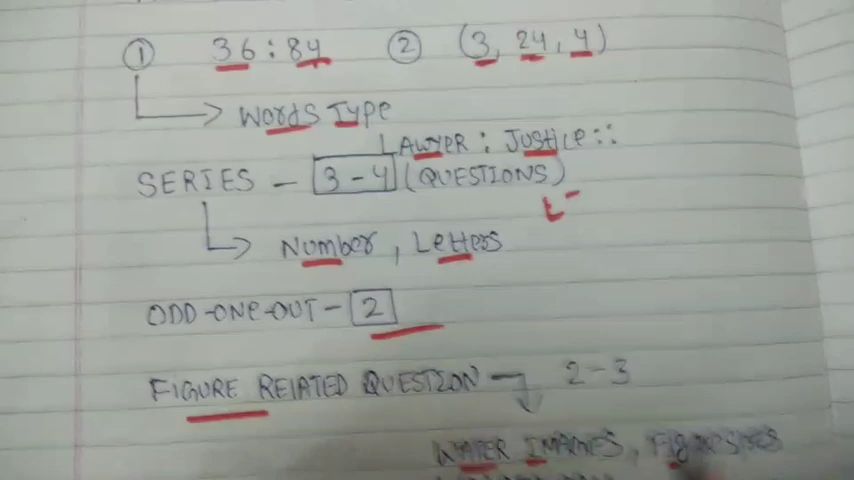 ① 36 : 84 ② (3, 24, 4)
Words Type
LAWYER : Justice ::
SERIES - 3-4 (QUESTIONS)
Number, Letters
ODD-ONE-OUT - 2
FIGURE RELATED QUESTION - 2-3
WATER IMAGES,